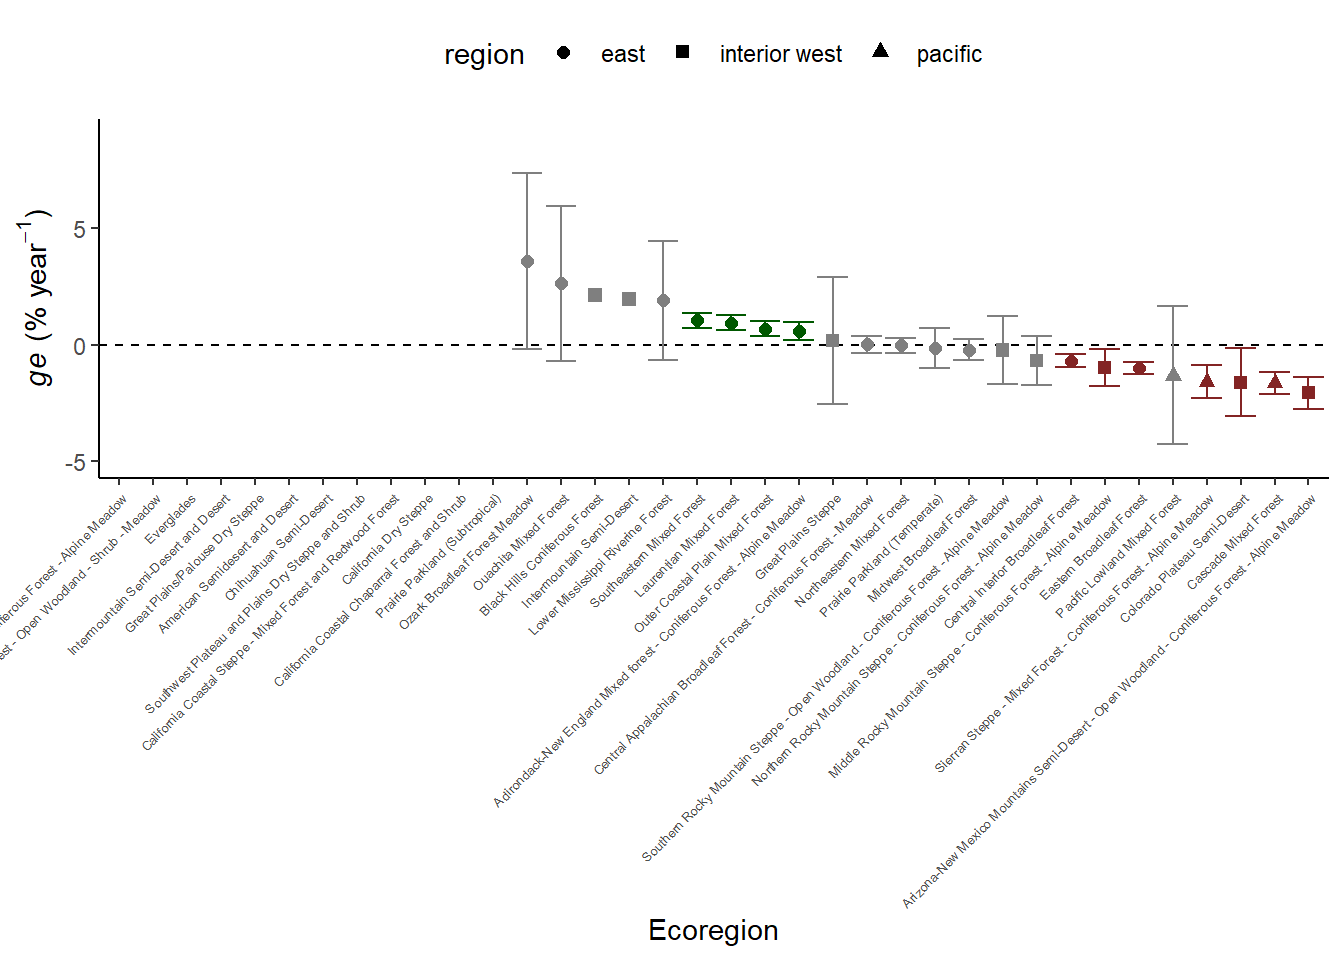 region east interior west pacific
ge (% year⁻¹)
5
0
-5
iferous Forest - Alpine Meadow
est - Open Woodland - Shrub - Meadow
Everglades
Intermountain Semi-Desert and Desert
Great Plains/Palouse Dry Steppe
American Semidesert and Desert
Chihuahuan Semi-Desert
Southwest Plateau and Plains Dry Steppe and Shrub
California Coastal Steppe - Mixed Forest and Redwood Forest
California Dry Steppe
California Coastal Chaparral Forest and Shrub
Prairie Parkland (Subtropical)
Ozark Broadleaf Forest Meadow
Ouachita Mixed Forest
Black Hills Coniferous Forest
Intermountain Semi-Desert
Lower Mississippi Riverine Forest
Southeastern Mixed Forest
Laurentian Mixed Forest
Outer Coastal Plain Mixed Forest
Adirondack-New England Mixed forest - Coniferous Forest - Alpine Meadow
Great Plains Steppe
Central Appalachian Broadleaf Forest - Coniferous Forest - Meadow
Northeastern Mixed Forest
Prairie Parkland (Temperate)
Midwest Broadleaf Forest
Southern Rocky Mountain Steppe - Open Woodland - Coniferous Forest - Alpine Meadow
Northern Rocky Mountain Steppe - Coniferous Forest - Alpine Meadow
Central Interior Broadleaf Forest
Middle Rocky Mountain Steppe - Coniferous Forest - Alpine Meadow
Eastern Broadleaf Forest
Pacific Lowland Mixed Forest
Sierran Steppe - Mixed Forest - Coniferous Forest - Alpine Meadow
Colorado Plateau Semi-Desert
Cascade Mixed Forest
Arizona-New Mexico Mountains Semi-Desert - Open Woodland - Coniferous Forest - Alpine Meadow
Ecoregion